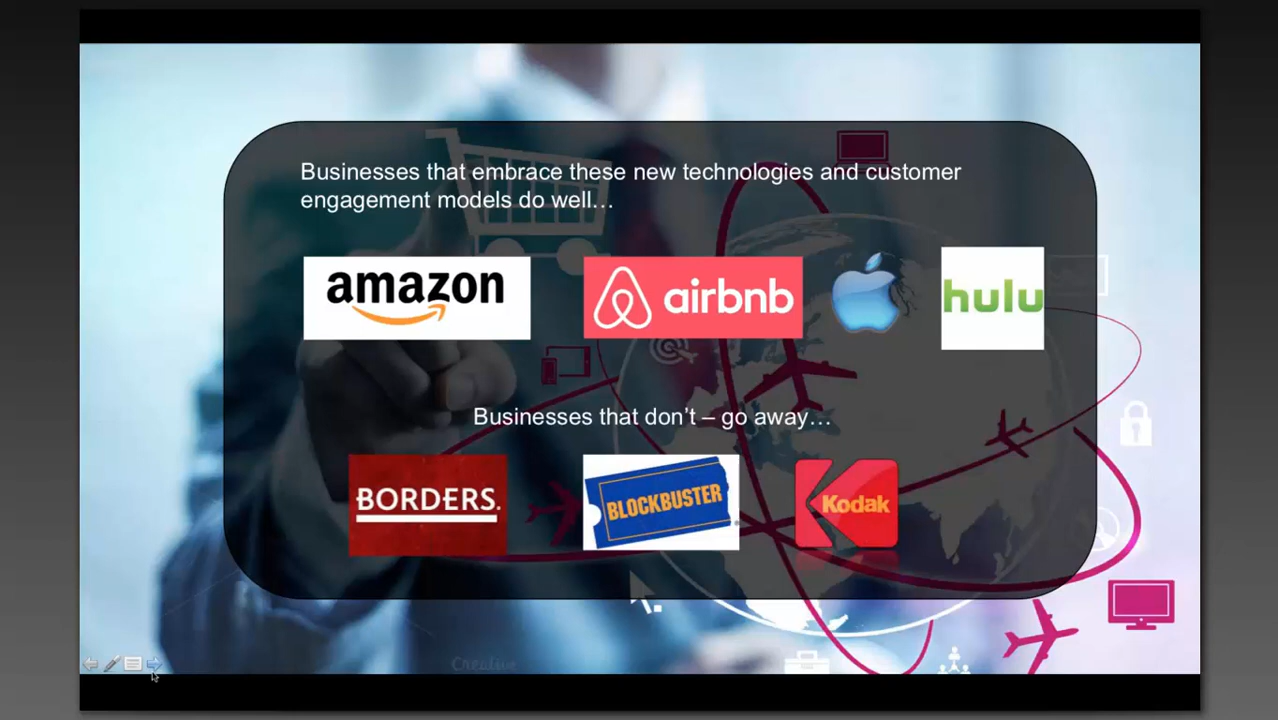 Businesses that embrace these new technologies and customer
engagement models do well…
amazon
airbnb
hulu
Businesses that don’t – go away…
BORDERS.
BLOCKBUSTER
Kodak
Creative